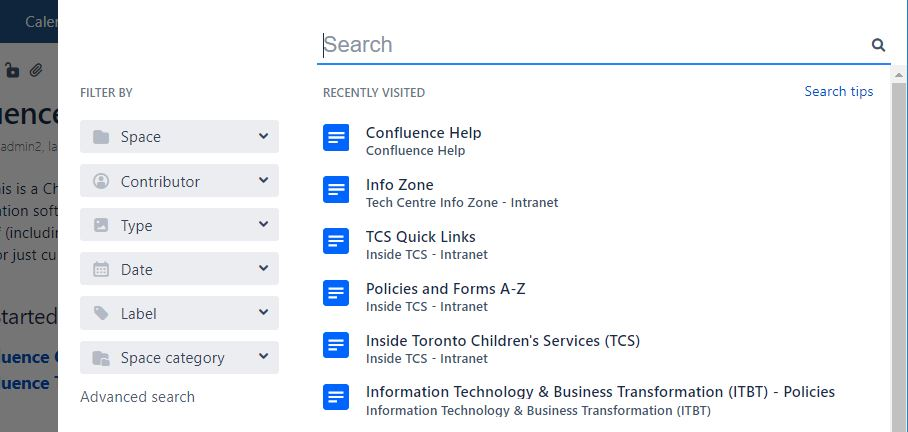 Caler
Search
FILTER BY
RECENTLY VISITED
Search tips
Space
Contributor
Type
Date
Label
Space category
Advanced search
Confluence Help
Confluence Help
Info Zone
Tech Centre Info Zone - Intranet
TCS Quick Links
Inside TCS - Intranet
Policies and Forms A-Z
Inside TCS - Intranet
Inside Toronto Children's Services (TCS)
Inside TCS - Intranet
Information Technology & Business Transformation (ITBT) - Policies
Information Technology & Business Transformation (ITBT)
uence
admin2, la
is is a Ch
ation soft
f (includin
or just cu
tarted
luence
luence